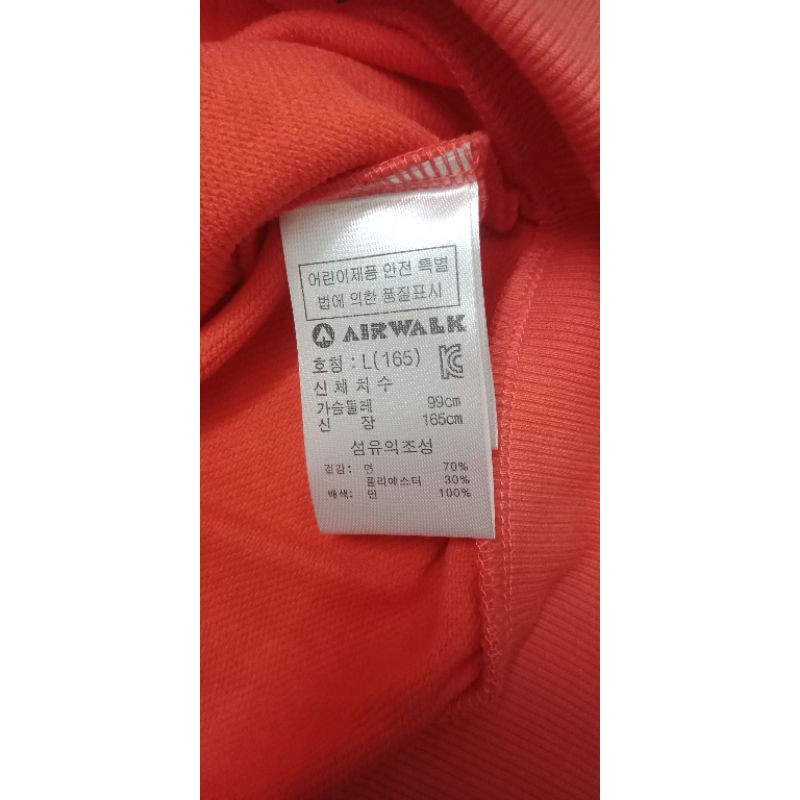 어린이제품 안전 특별
법에 의한 품질표시
AIRWALK
호칭 : L(165)
신체치수
가슴둘레 99cm
신 장 165cm
섬유의조성
겉감: 면 70%
폴리에스터 30%
배색: 면 100%